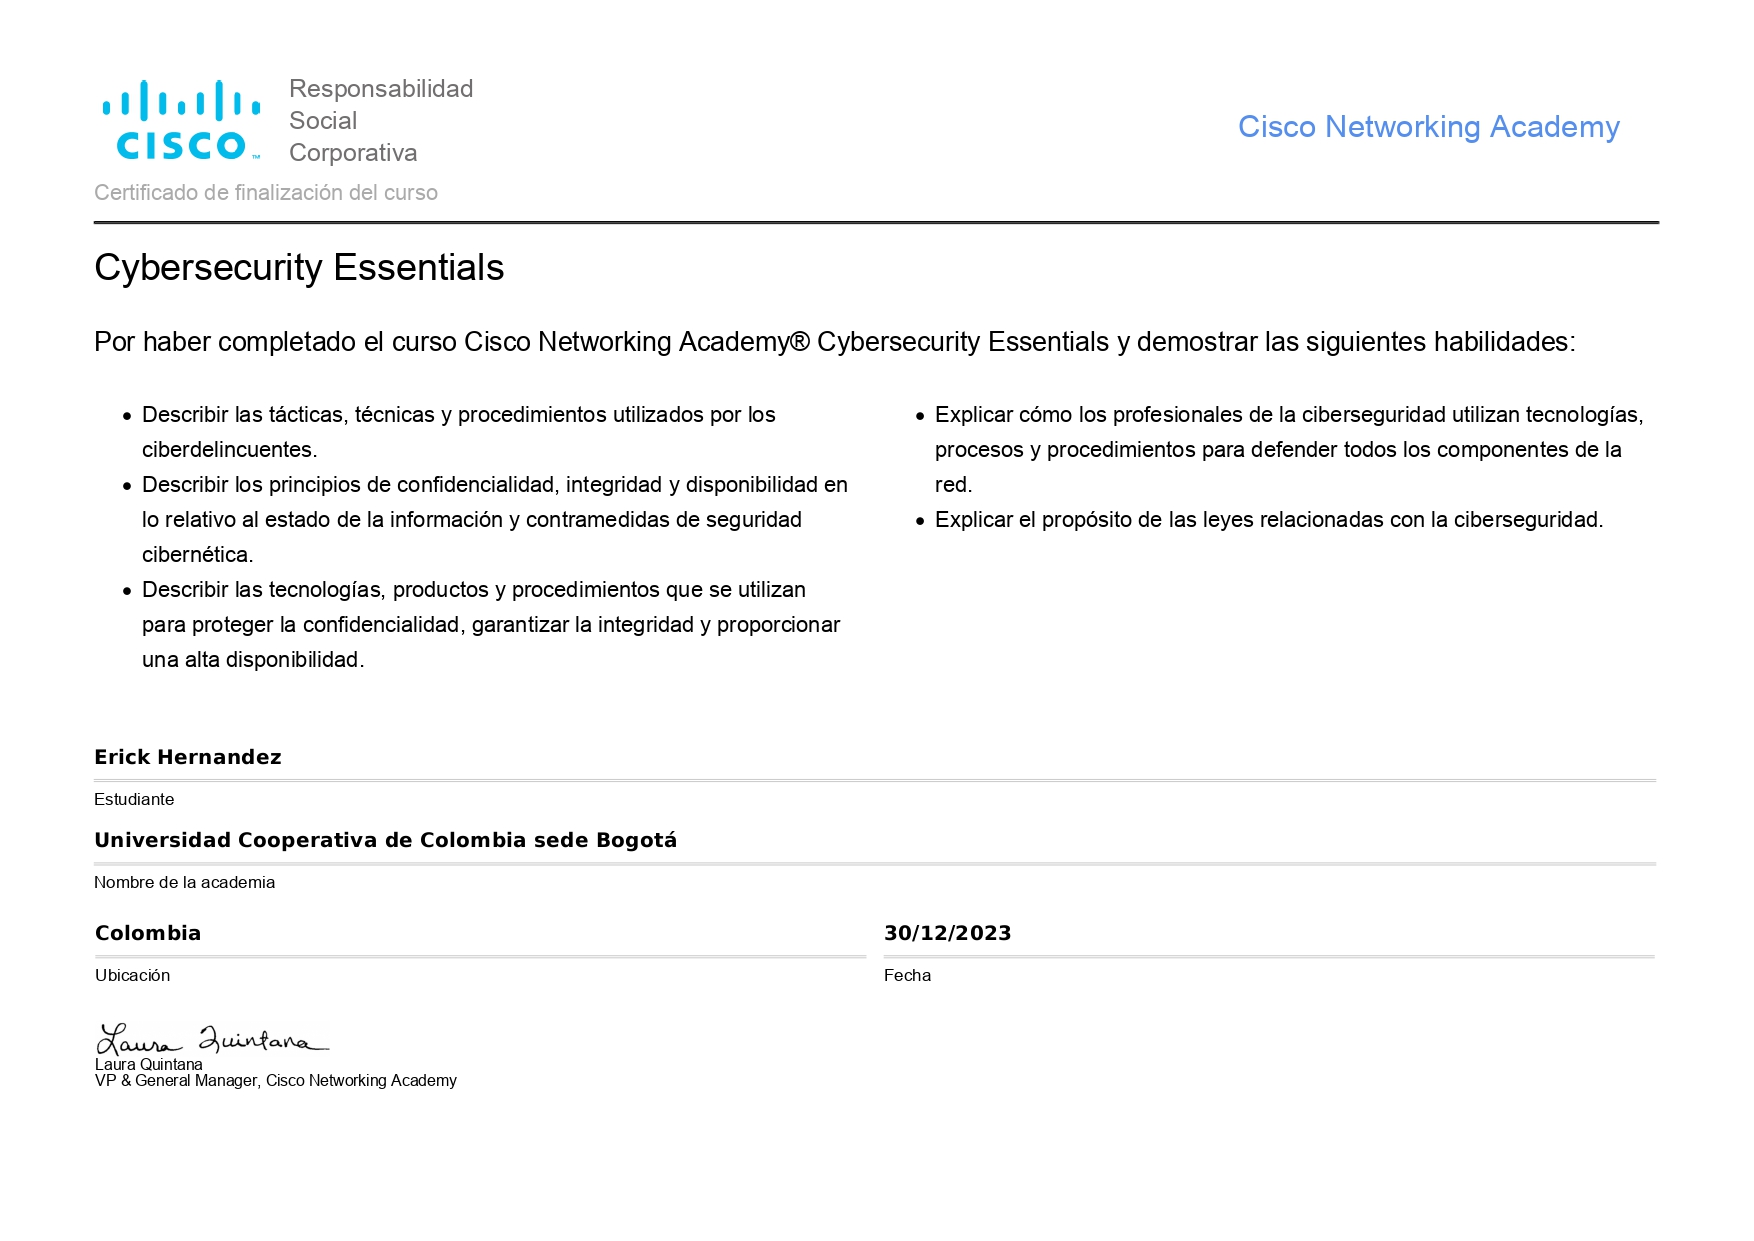 CISCO™
Responsabilidad
Social
Corporativa
Cisco Networking Academy
Certificado de finalización del curso
Cybersecurity Essentials
Por haber completado el curso Cisco Networking Academy® Cybersecurity Essentials y demostrar las siguientes habilidades:
• Describir las tácticas, técnicas y procedimientos utilizados por los
ciberdelincuentes.
• Describir los principios de confidencialidad, integridad y disponibilidad en
lo relativo al estado de la información y contramedidas de seguridad
cibernética.
• Describir las tecnologías, productos y procedimientos que se utilizan
para proteger la confidencialidad, garantizar la integridad y proporcionar
una alta disponibilidad.
• Explicar cómo los profesionales de la ciberseguridad utilizan tecnologías,
procesos y procedimientos para defender todos los componentes de la
red.
• Explicar el propósito de las leyes relacionadas con la ciberseguridad.
Erick Hernandez
Estudiante
Universidad Cooperativa de Colombia sede Bogotá
Nombre de la academia
Colombia
Ubicación
30/12/2023
Fecha
Laura Quintana
Laura Quintana
VP & General Manager, Cisco Networking Academy